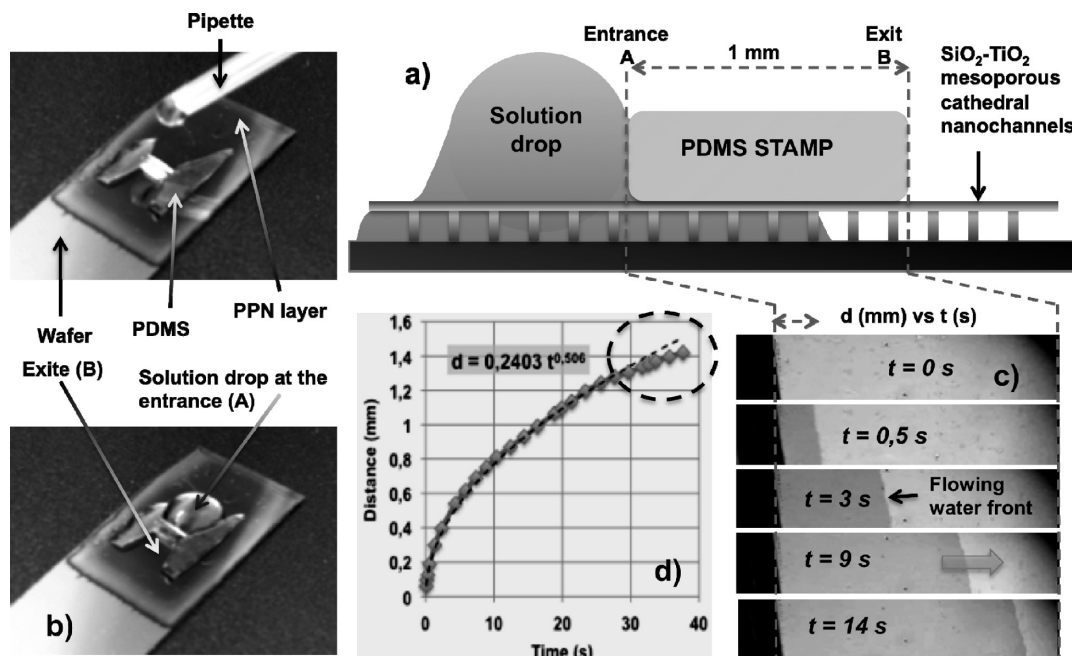 Pipette
PPN layer
PDMS
Wafer
Exite (B)
Solution drop at the
entrance (A)
b)
a)
Entrance
A
1 mm
Exit
B
SiO2-TiO2
mesoporous
cathedral
nanochannels
Solution
drop
PDMS STAMP
d (mm) vs t (s)
c)
t = 0 s
t = 0,5 s
t = 3 s
Flowing
water front
t = 9 s
t = 14 s
d = 0,2403 t^0,506
d)
Distance (mm)
1,6
1,4
1,2
1
0,8
0,6
0,4
0,2
0
0 10 20 30 40
Time (s)